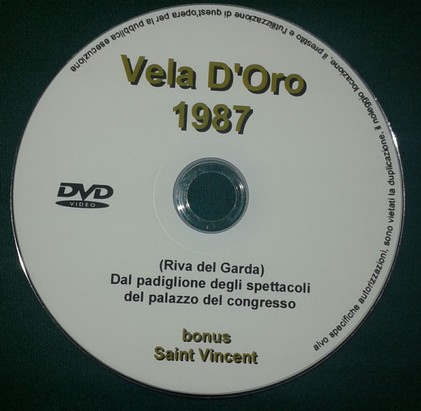 Vela D'Oro
1987
DVD
VIDEO
(Riva del Garda)
Dal padiglione degli spettacoli
del palazzo del congresso
bonus
Saint Vincent
alvo specifiche autorizzazioni, sono vietati la duplicazione, il noleggio locazione, il prestito e l'utilizzazione di quest'opera per la pubblica esecuzione